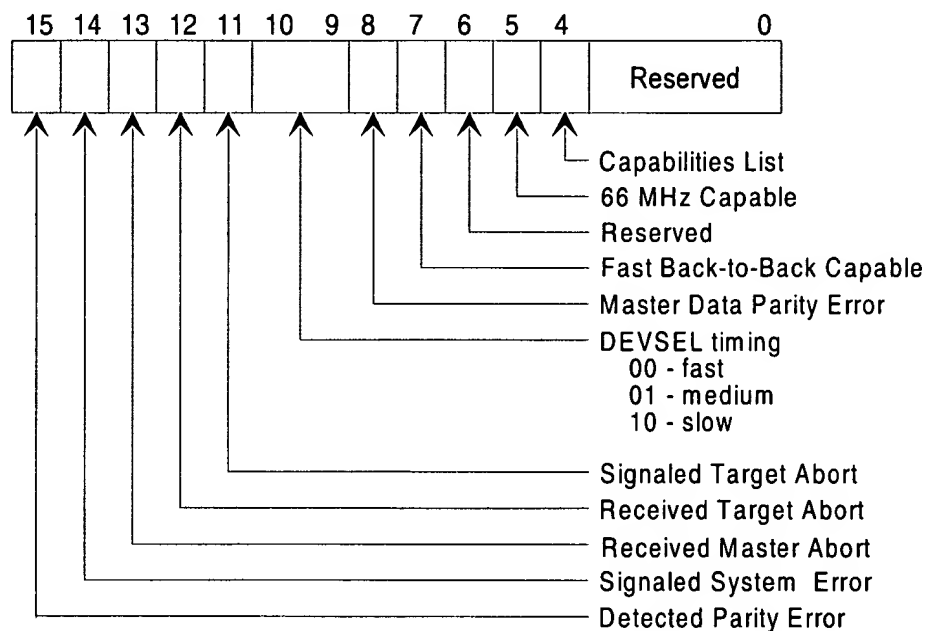 15 14 13 12 11 10 9 8 7 6 5 4 0
Reserved
Capabilities List
66 MHz Capable
Reserved
Fast Back-to-Back Capable
Master Data Parity Error
DEVSEL timing
00 - fast
01 - medium
10 - slow
Signaled Target Abort
Received Target Abort
Received Master Abort
Signaled System Error
Detected Parity Error